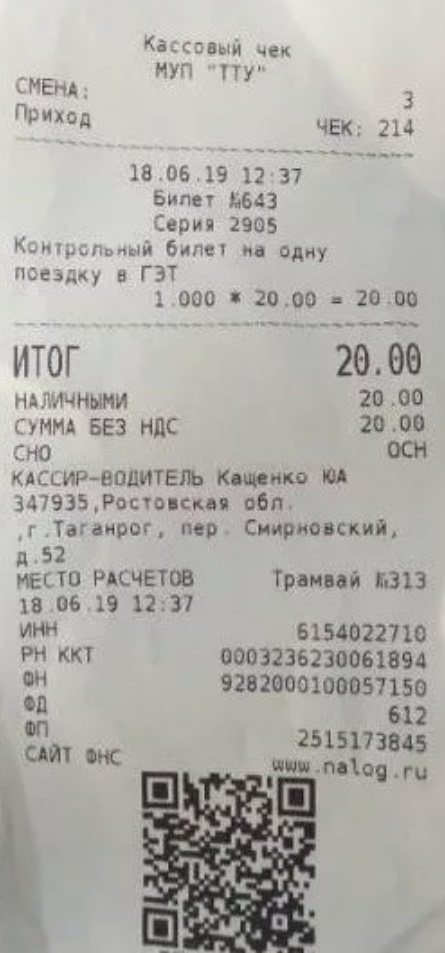 Кассовый чек
МУП "ТТУ"
СМЕНА: 3
Приход ЧЕК: 214
18.06.19 12:37
Билет №643
Серия 2905
Контрольный билет на одну
поездку в ГЭТ
1.000 * 20.00 = 20.00
ИТОГ 20.00
НАЛИЧНЫМИ 20.00
СУММА БЕЗ НДС 20.00
СНО ОСН
КАССИР-ВОДИТЕЛЬ Кащенко ЮА
347935,Ростовская обл.
,г.Таганрог, пер. Смирновский,
д.52
МЕСТО РАСЧЕТОВ Трамвай №313
18.06.19 12:37
ИНН 6154022710
РН ККТ 0003236230061894
ФН 9282000100057150
ФД 612
ФП 2515173845
САЙТ ФНС www.nalog.ru